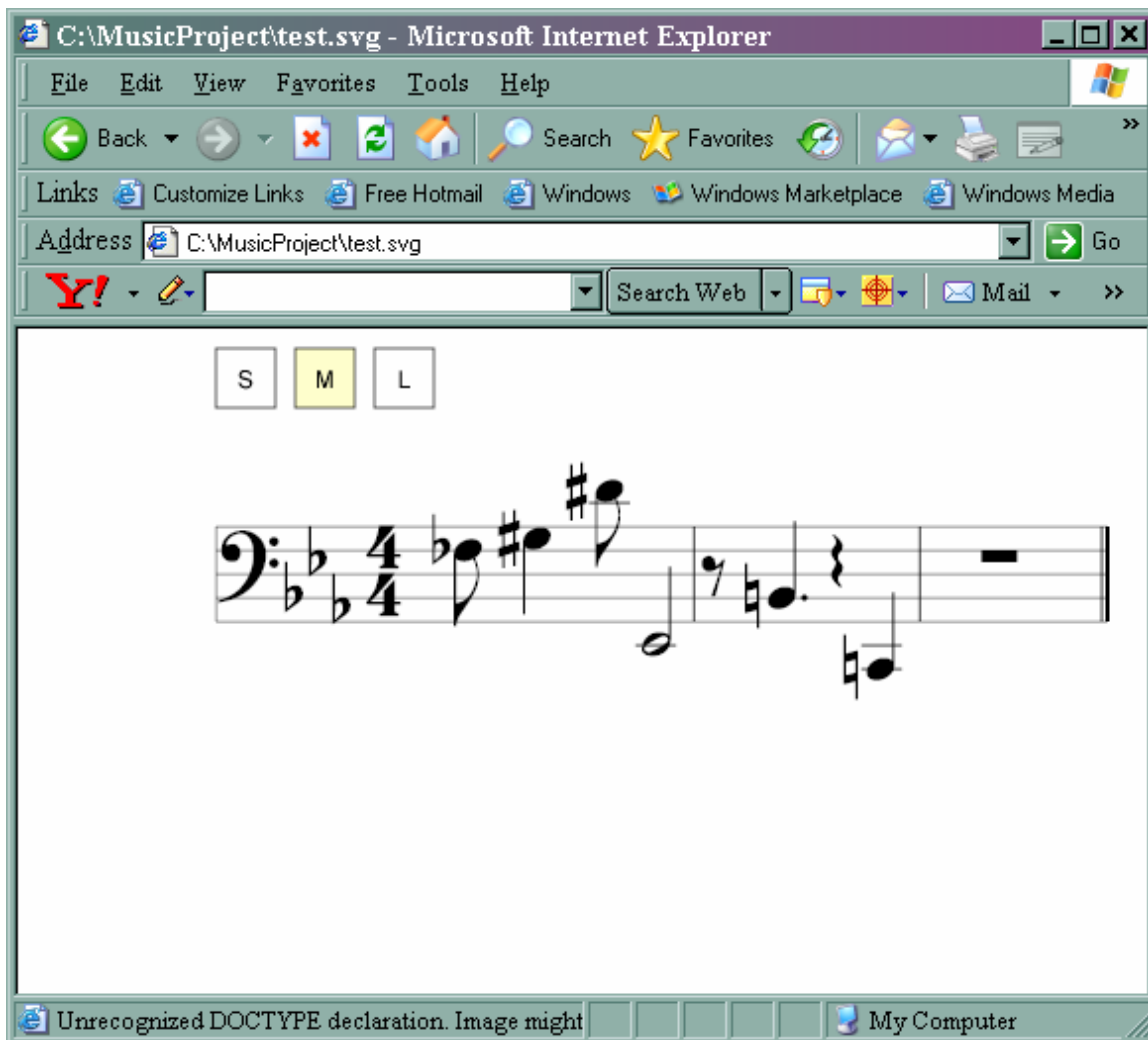 C:\MusicProject\test.svg - Microsoft Internet Explorer
File Edit View Favorites Tools Help
Back Search Favorites »
Links Customize Links Free Hotmail Windows Windows Marketplace Windows Media
Address C:\MusicProject\test.svg Go
Y! Search Web Mail »
S M L
4
4
Unrecognized DOCTYPE declaration. Image might My Computer